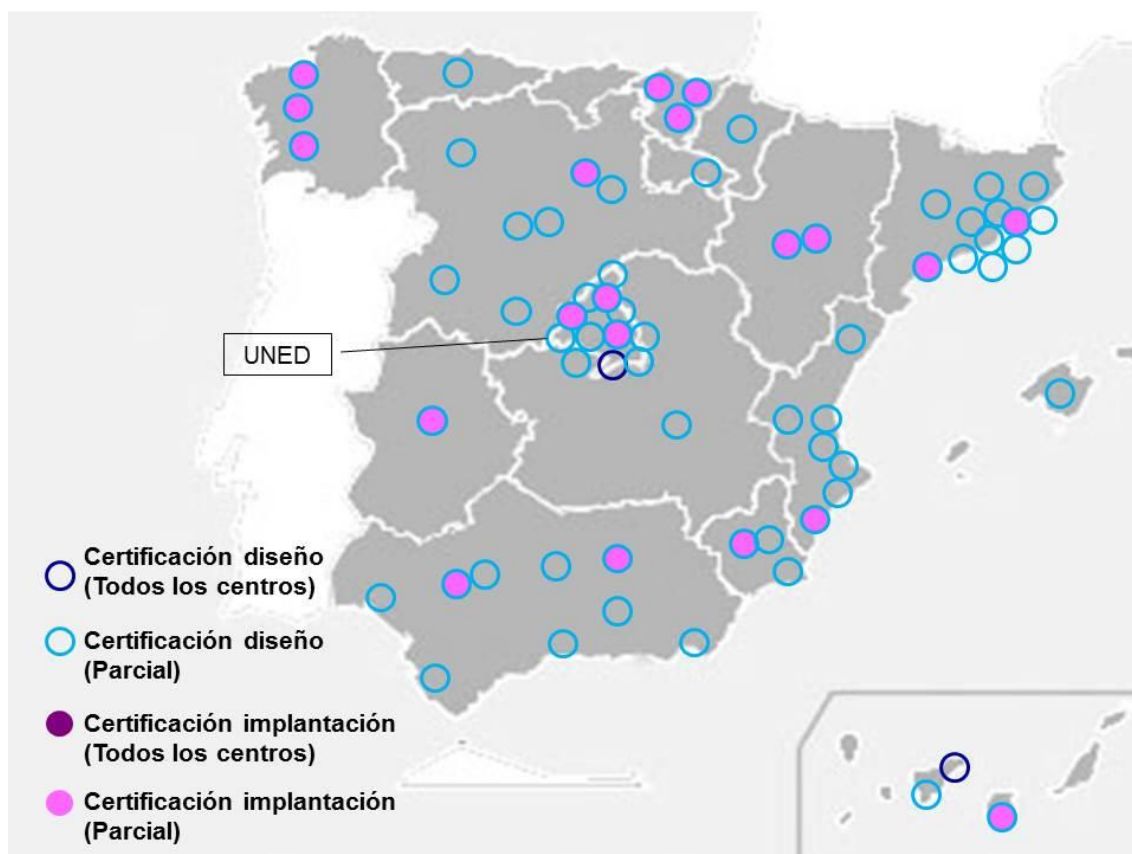 UNED
Certificación diseño
(Todos los centros)
Certificación diseño
(Parcial)
Certificación implantación
(Todos los centros)
Certificación implantación
(Parcial)